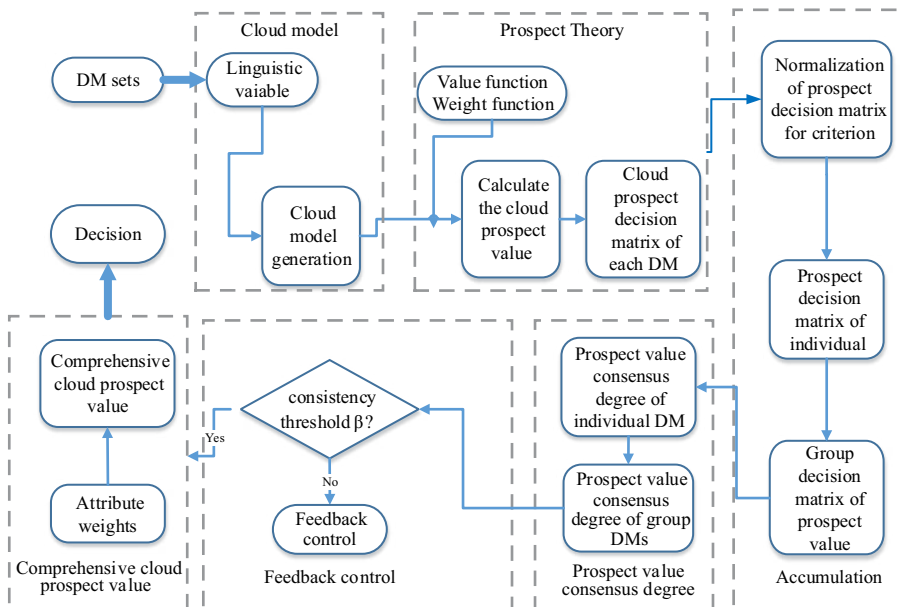 Cloud model
Prospect Theory
DM sets
Linguistic
vaiable
Value function
Weight function
Normalization
of prospect
decision matrix
for criterion
Cloud
model
generation
Calculate
the cloud
prospect
value
Cloud
prospect
decision
matrix of
each DM
Decision
Prospect
decision
matrix of
individual
Comprehensive
cloud prospect
value
consistency
threshold β?
Prospect value
consensus
degree of
individual DM
Yes
No
Attribute
weights
Feedback
control
Prospect value
consensus
degree of group
DMs
Group
decision
matrix of
prospect
value
Comprehensive cloud
prospect value
Feedback control
Prospect value
consensus degree
Accumulation